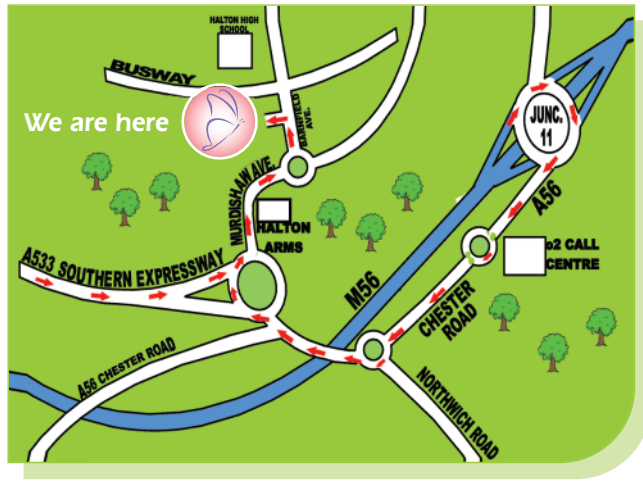 HALTON HIGH
SCHOOL
BUSWAY
We are here
BARNFIELD
AVE.
JUNC.
11
MURDISHAW AVE.
A56
HALTON
ARMS
o2 CALL
CENTRE
A533 SOUTHERN EXPRESSWAY
M56
CHESTER
ROAD
A56 CHESTER ROAD
NORTHWICH ROAD